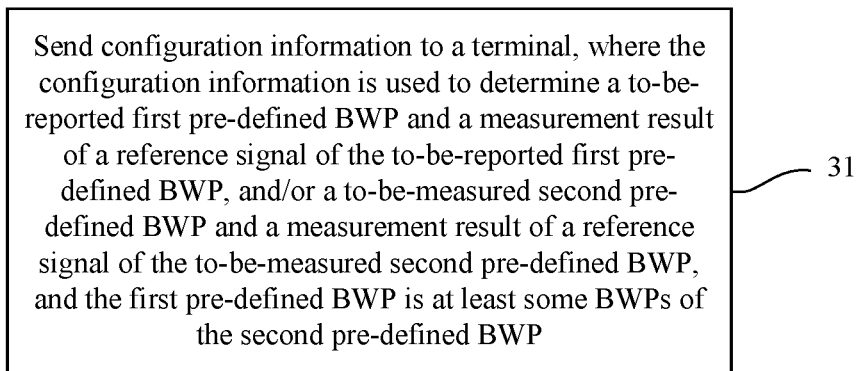 Send configuration information to a terminal, where the
configuration information is used to determine a to-be-
reported first pre-defined BWP and a measurement result
of a reference signal of the to-be-reported first pre-
defined BWP, and/or a to-be-measured second pre-
defined BWP and a measurement result of a reference
signal of the to-be-measured second pre-defined BWP,
and the first pre-defined BWP is at least some BWPs of
the second pre-defined BWP
31